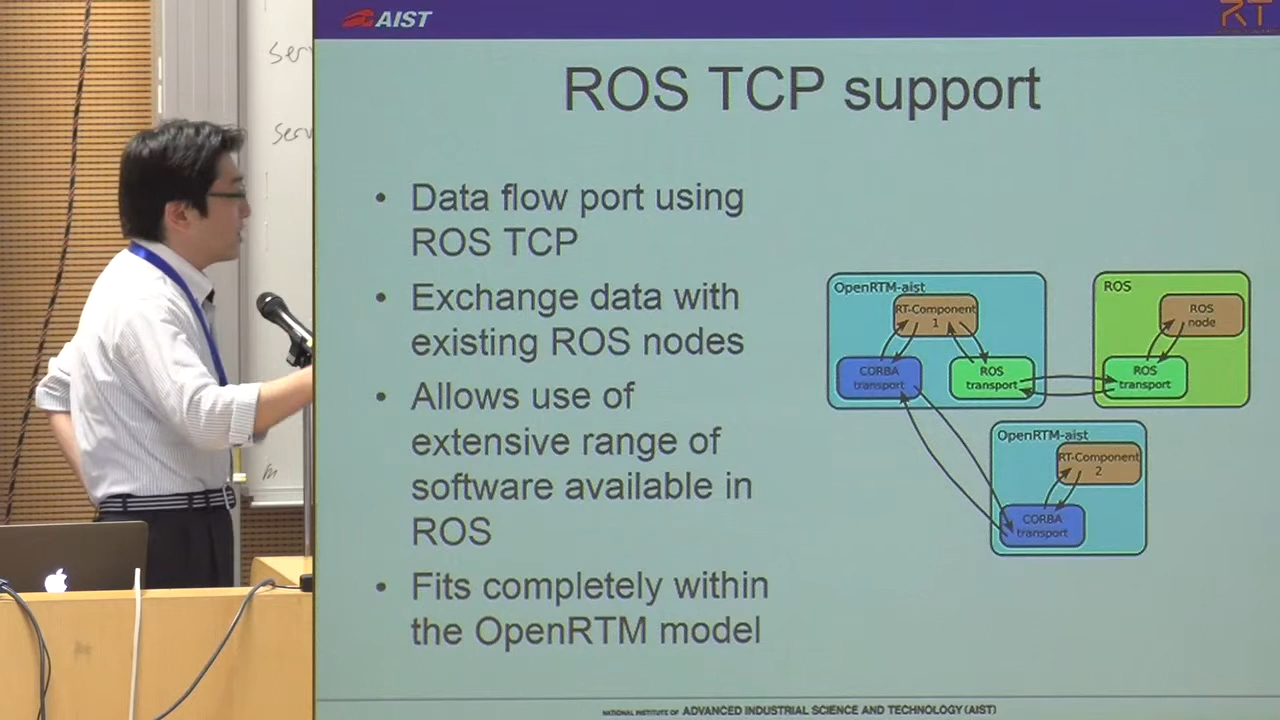 AIST
RT
ser
serv
ROS TCP support
• Data flow port using
ROS TCP
• Exchange data with
existing ROS nodes
• Allows use of
extensive range of
software available in
ROS
• Fits completely within
the OpenRTM model
OpenRTM-aist
RT-Component
1
CORBA
transport
ROS
transport
ROS
ROS
node
ROS
transport
OpenRTM-aist
RT-Component
2
CORBA
transport
NATIONAL INSTITUTE OF ADVANCED INDUSTRIAL SCIENCE AND TECHNOLOGY (AIST)